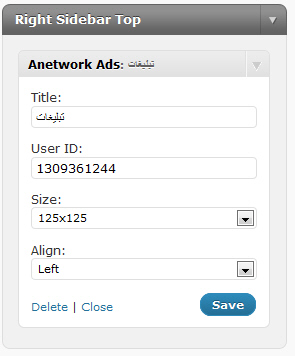 Right Sidebar Top
Anetwork Ads: تبلیغات
Title:
تبلیغات
User ID:
1309361244
Size:
125x125
Align:
Left
Delete | Close
Save